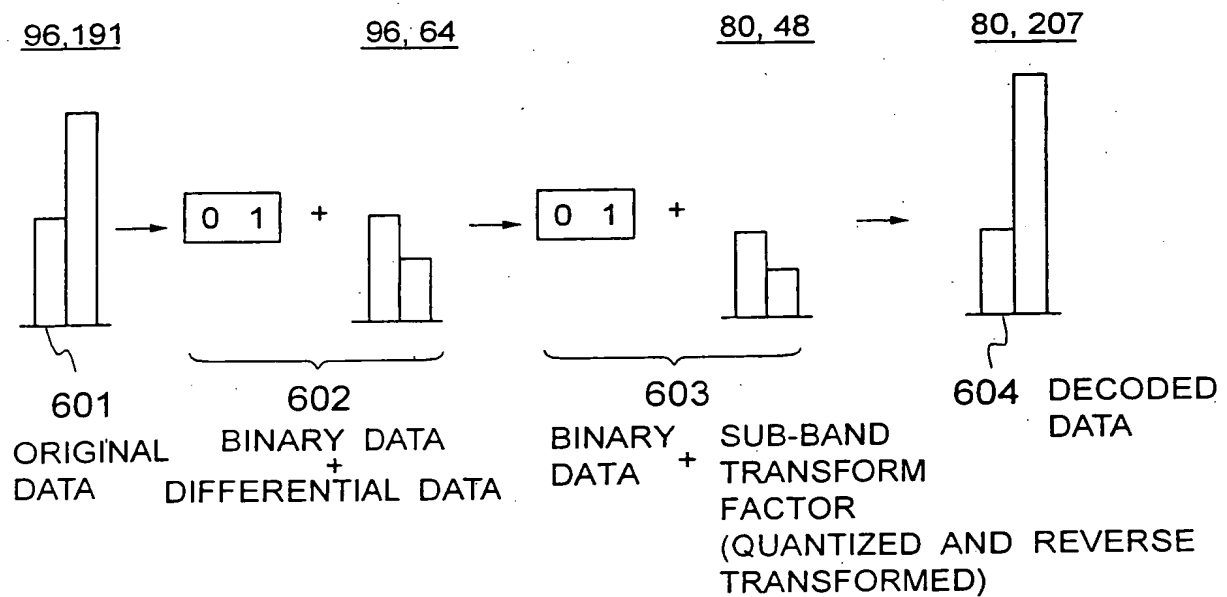 96,191
96, 64
80, 48
80, 207
0 1 +
0 1 +
601
ORIGINAL
DATA
602
BINARY DATA
+
DIFFERENTIAL DATA
603
BINARY
DATA
+
SUB-BAND
TRANSFORM
FACTOR
(QUANTIZED AND REVERSE
TRANSFORMED)
604 DECODED
DATA